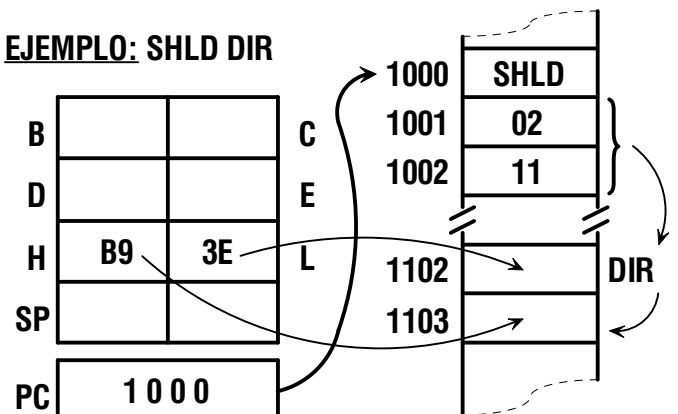 EJEMPLO: SHLD DIR
B C
D E
H B9 3E L
SP
PC 1000
1000 SHLD
1001 02
1002 11
1102 DIR
1103